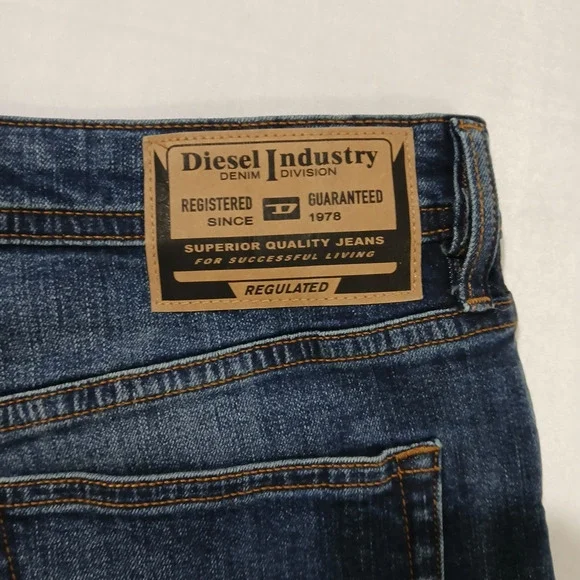 Diesel Industry
DENIM DIVISION
REGISTERED D GUARANTEED
SINCE 1978
SUPERIOR QUALITY JEANS
FOR SUCCESSFUL LIVING
REGULATED